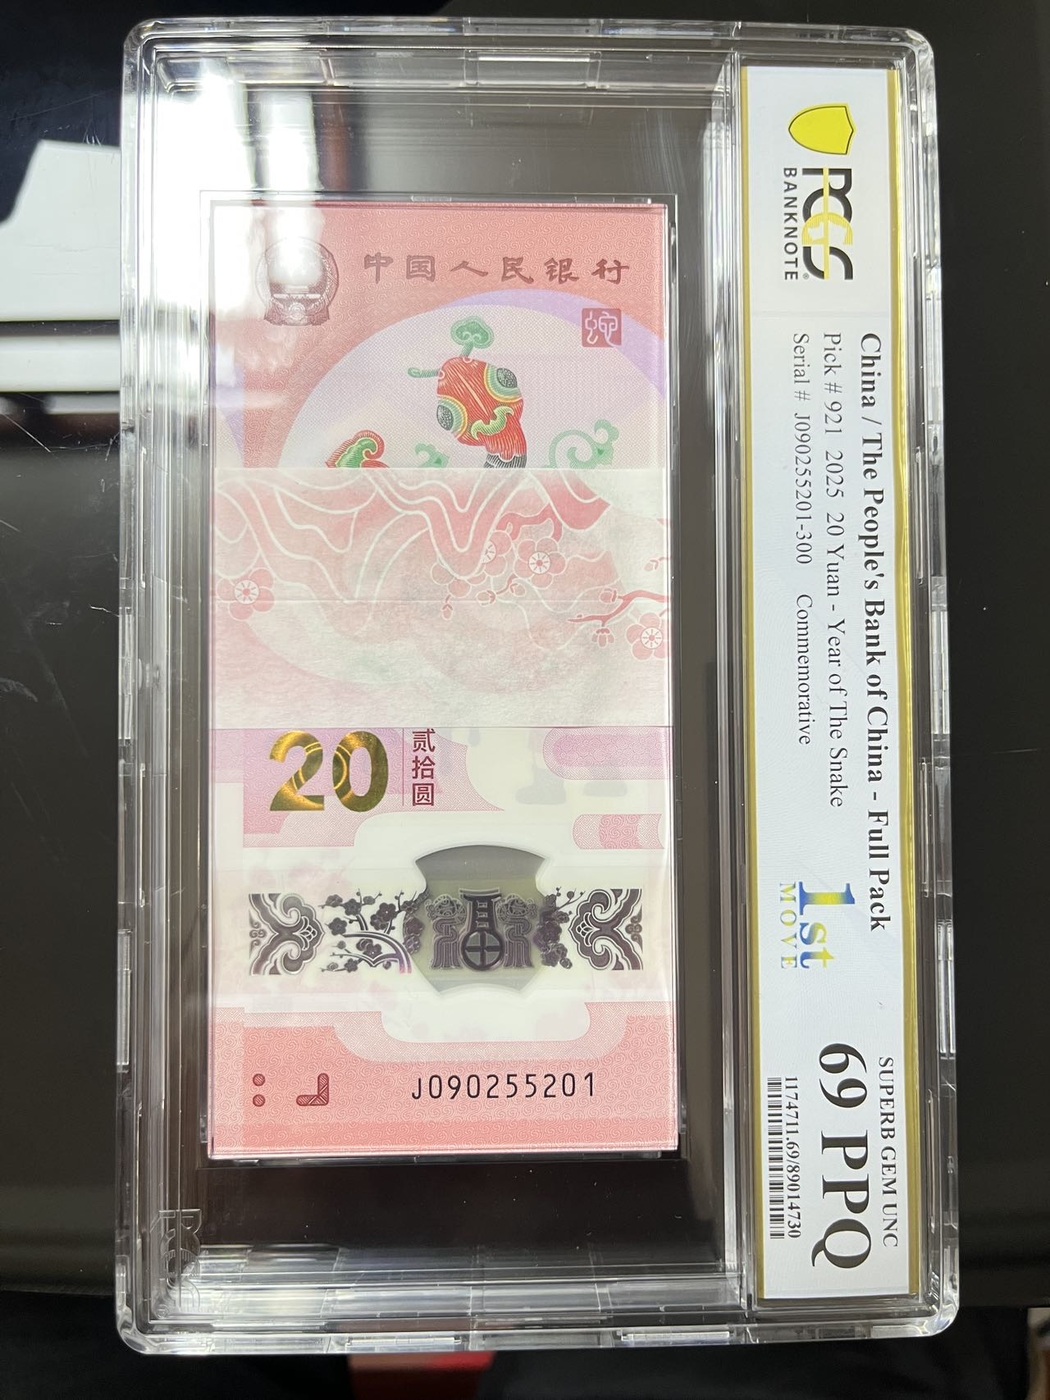 PCGS
BANKNOTE
China / The People's Bank of China - Full Pack
Pick # 921 2025 20 Yuan - Year of The Snake
Serial # J090255201-300 Commemorative
1st
MOVE
SUPERB GEM UNC
69 PPQ
1174711.69/89014730
中国人民银行
蛇
20
贰拾圆
J090255201